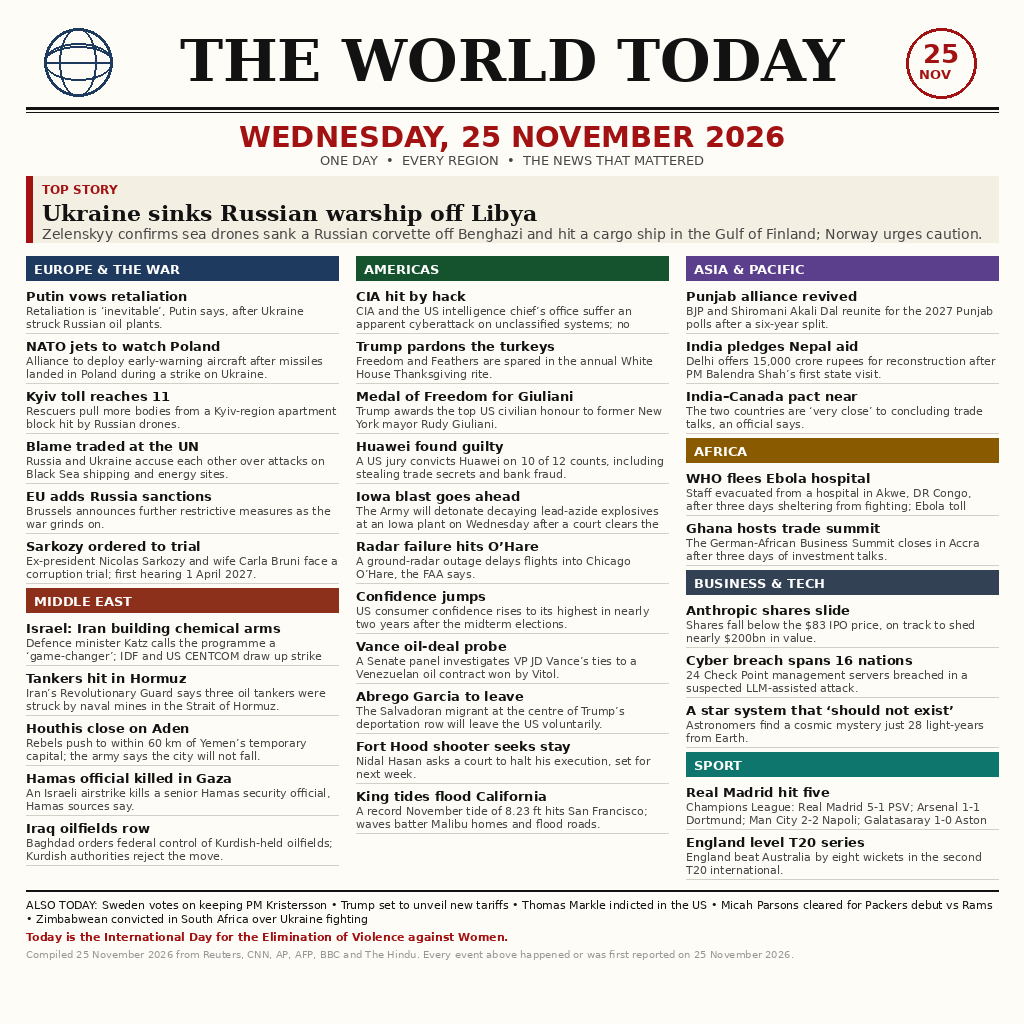 THE WORLD TODAY
25
NOV
WEDNESDAY, 25 NOVEMBER 2026
ONE DAY • EVERY REGION • THE NEWS THAT MATTERED
TOP STORY
Ukraine sinks Russian warship off Libya
Zelenskyy confirms sea drones sank a Russian corvette off Benghazi and hit a cargo ship in the Gulf of Finland; Norway urges caution.
EUROPE & THE WAR
Putin vows retaliation
Retaliation is ‘inevitable’, Putin says, after Ukraine
struck Russian oil plants.
NATO jets to watch Poland
Alliance to deploy early-warning aircraft after missiles
landed in Poland during a strike on Ukraine.
Kyiv toll reaches 11
Rescuers pull more bodies from a Kyiv-region apartment
block hit by Russian drones.
Blame traded at the UN
Russia and Ukraine accuse each other over attacks on
Black Sea shipping and energy sites.
EU adds Russia sanctions
Brussels announces further restrictive measures as the
war grinds on.
Sarkozy ordered to trial
Ex-president Nicolas Sarkozy and wife Carla Bruni face a
corruption trial; first hearing 1 April 2027.
MIDDLE EAST
Israel: Iran building chemical arms
Defence minister Katz calls the programme a
‘game-changer’; IDF and US CENTCOM draw up strike
Tankers hit in Hormuz
Iran’s Revolutionary Guard says three oil tankers were
struck by naval mines in the Strait of Hormuz.
Houthis close on Aden
Rebels push to within 60 km of Yemen’s temporary
capital; the army says the city will not fall.
Hamas official killed in Gaza
An Israeli airstrike kills a senior Hamas security official,
Hamas sources say.
Iraq oilfields row
Baghdad orders federal control of Kurdish-held oilfields;
Kurdish authorities reject the move.
AMERICAS
CIA hit by hack
CIA and the US intelligence chief’s office suffer an
apparent cyberattack on unclassified systems; no
Trump pardons the turkeys
Freedom and Feathers are spared in the annual White
House Thanksgiving rite.
Medal of Freedom for Giuliani
Trump awards the top US civilian honour to former New
York mayor Rudy Giuliani.
Huawei found guilty
A US jury convicts Huawei on 10 of 12 counts, including
stealing trade secrets and bank fraud.
Iowa blast goes ahead
The Army will detonate decaying lead-azide explosives
at an Iowa plant on Wednesday after a court clears the
Radar failure hits O’Hare
A ground-radar outage delays flights into Chicago
O’Hare, the FAA says.
Confidence jumps
US consumer confidence rises to its highest in nearly
two years after the midterm elections.
Vance oil-deal probe
A Senate panel investigates VP JD Vance’s ties to a
Venezuelan oil contract won by Vitol.
Abrego Garcia to leave
The Salvadoran migrant at the centre of Trump’s
deportation row will leave the US voluntarily.
Fort Hood shooter seeks stay
Nidal Hasan asks a court to halt his execution, set for
next week.
King tides flood California
A record November tide of 8.23 ft hits San Francisco;
waves batter Malibu homes and flood roads.
ASIA & PACIFIC
Punjab alliance revived
BJP and Shiromani Akali Dal reunite for the 2027 Punjab
polls after a six-year split.
India pledges Nepal aid
Delhi offers 15,000 crore rupees for reconstruction after
PM Balendra Shah’s first state visit.
India–Canada pact near
The two countries are ‘very close’ to concluding trade
talks, an official says.
AFRICA
WHO flees Ebola hospital
Staff evacuated from a hospital in Akwe, DR Congo,
after three days sheltering from fighting; Ebola toll
Ghana hosts trade summit
The German-African Business Summit closes in Accra
after three days of investment talks.
BUSINESS & TECH
Anthropic shares slide
Shares fall below the $83 IPO price, on track to shed
nearly $200bn in value.
Cyber breach spans 16 nations
24 Check Point management servers breached in a
suspected LLM-assisted attack.
A star system that ‘should not exist’
Astronomers find a cosmic mystery just 28 light-years
from Earth.
SPORT
Real Madrid hit five
Champions League: Real Madrid 5-1 PSV; Arsenal 1-1
Dortmund; Man City 2-2 Napoli; Galatasaray 1-0 Aston
England level T20 series
England beat Australia by eight wickets in the second
T20 international.
ALSO TODAY: Sweden votes on keeping PM Kristersson • Trump set to unveil new tariffs • Thomas Markle indicted in the US • Micah Parsons cleared for Packers debut vs Rams
• Zimbabwean convicted in South Africa over Ukraine fighting
Today is the International Day for the Elimination of Violence against Women.
Compiled 25 November 2026 from Reuters, CNN, AP, AFP, BBC and The Hindu. Every event above happened or was first reported on 25 November 2026.